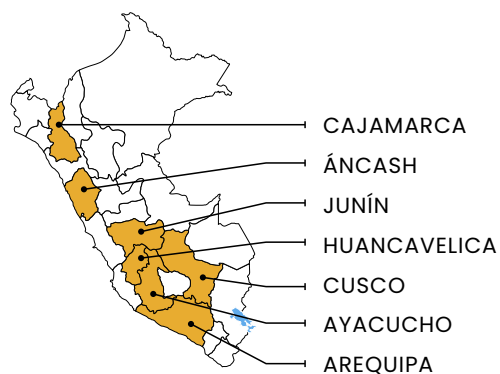 CAJAMARCA
ÁNCASH
JUNÍN
HUANCAVELICA
CUSCO
AYACUCHO
AREQUIPA